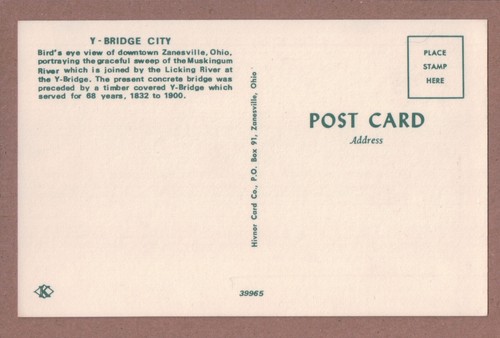 Y - BRIDGE CITY
Bird's eye view of downtown Zanesville, Ohio,
portraying the graceful sweep of the Muskingum
River which is joined by the Licking River at
the Y-Bridge. The present concrete bridge was
preceded by a timber covered Y-Bridge which
served for 68 years, 1832 to 1900.
PLACE
STAMP
HERE
POST CARD
Address
Hivnor Card Co., P.O. Box 91, Zanesville, Ohio
K
39965